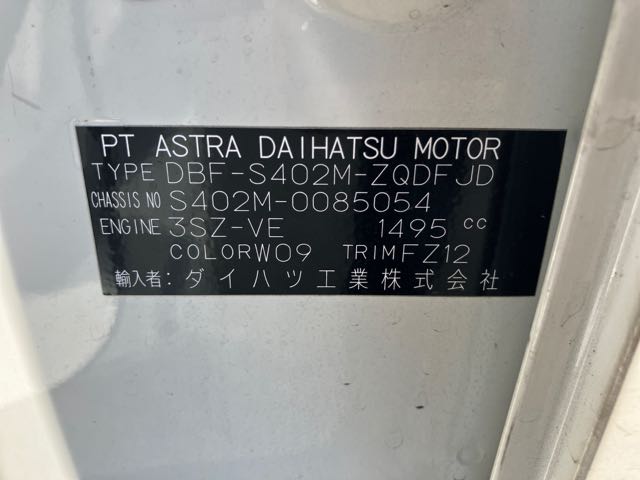 PT ASTRA DAIHATSU MOTOR
TYPE DBF-S402M-ZQDFJD
CHASSIS NO S402M-0085054
ENGINE 3SZ-VE 1495 cc
COLOR W09 TRIM FZ12
輸入者: ダイハツ工業株式会社